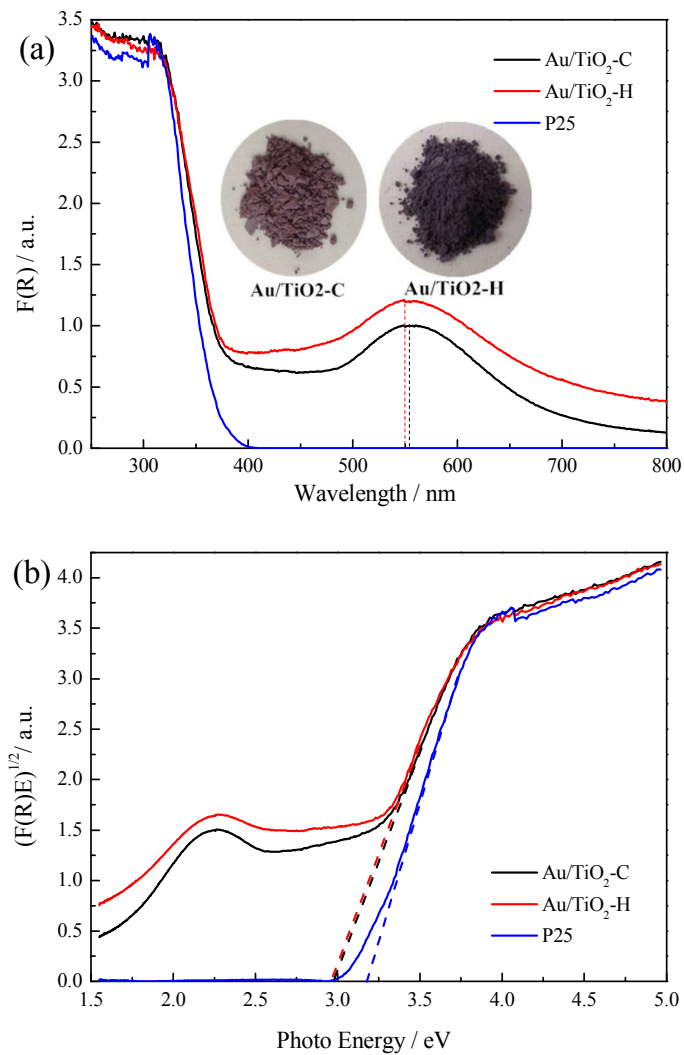 (a)
3.5
3.0
2.5
2.0
1.5
1.0
0.5
0.0
F(R) / a.u.
Au/TiO₂-C
Au/TiO₂-H
P25
Au/TiO2-C
Au/TiO2-H
300 400 500 600 700 800
Wavelength / nm
(b)
4.0
3.5
3.0
2.5
2.0
1.5
1.0
0.5
0.0
(F(R)E)^1/2/ a.u.
Au/TiO₂-C
Au/TiO₂-H
P25
1.5 2.0 2.5 3.0 3.5 4.0 4.5 5.0
Photo Energy / eV